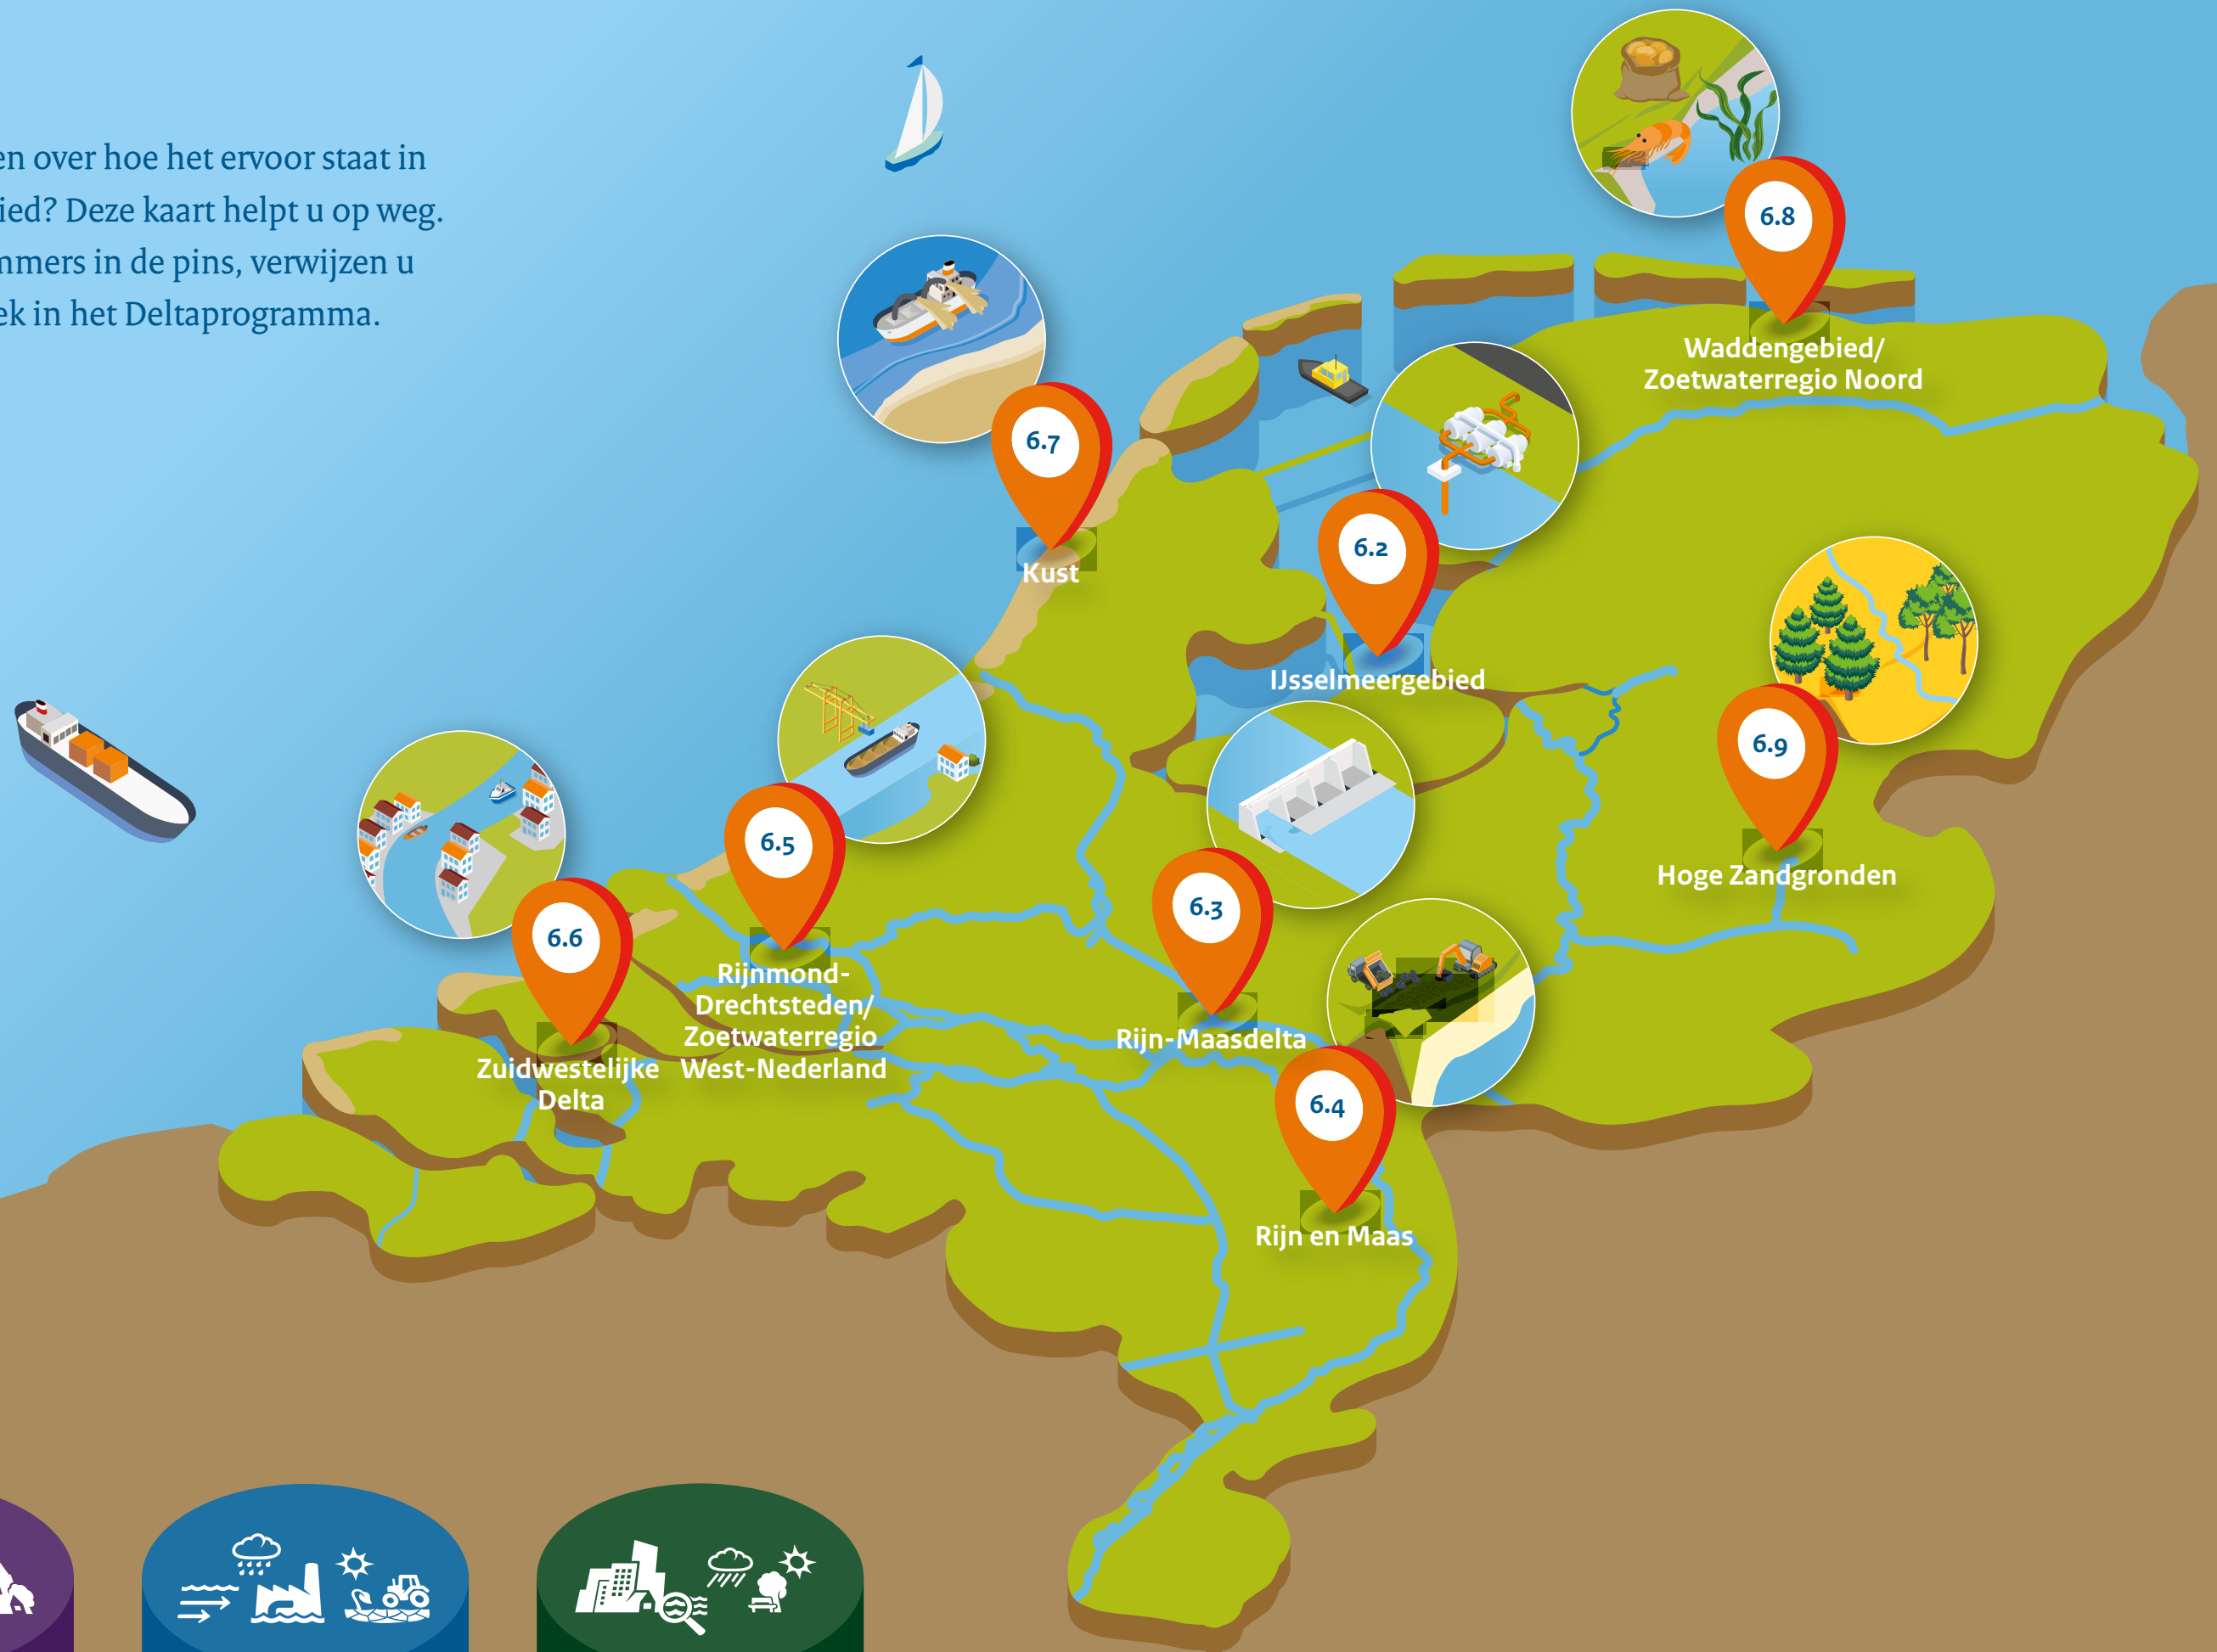 en over hoe het ervoor staat in
ied? Deze kaart helpt u op weg.
mmers in de pins, verwijzen u
ek in het Deltaprogramma.
6.8
Waddengebied/
Zoetwaterregio Noord
6.7
Kust
6.2
IJsselmeergebied
6.9
Hoge Zandgronden
6.5
Rijnmond-
Drechtsteden/
Zoetwaterregio
West-Nederland
6.3
Rijn-Maasdelta
6.6
Zuidwestelijke
Delta
6.4
Rijn en Maas